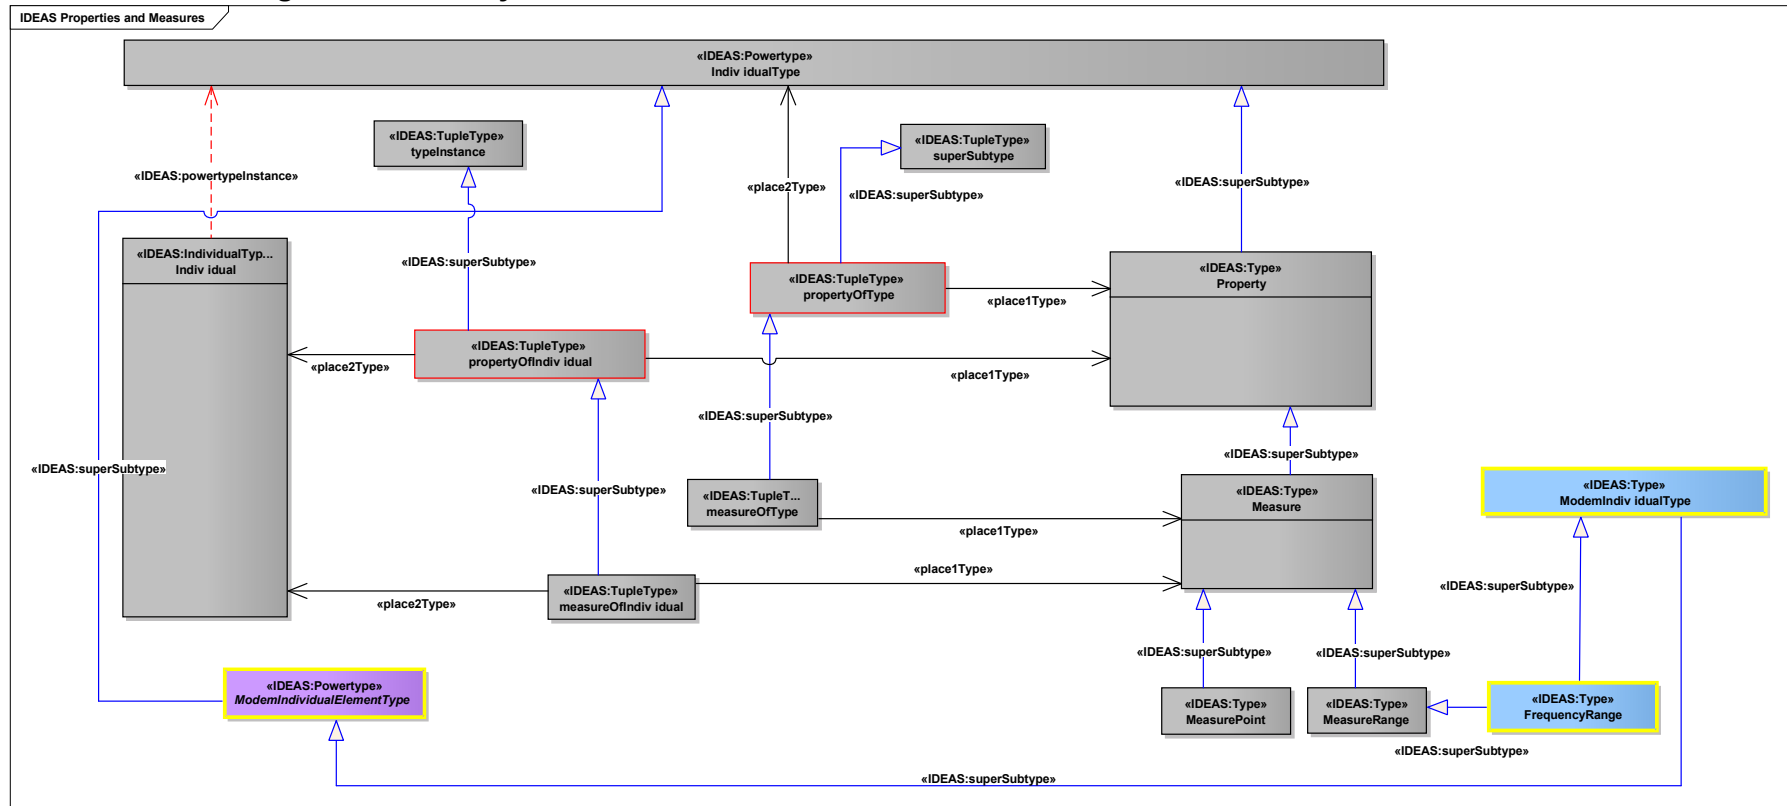 IDEAS Properties and Measures
«IDEAS:Powertype»
Indiv idualType
«IDEAS:TupleType»
typeInstance
«IDEAS:TupleType»
superSubtype
«IDEAS:powertypeInstance»
«place2Type»
«IDEAS:superSubtype»
«IDEAS:superSubtype»
«IDEAS:IndividualTyp...
Indiv idual
«IDEAS:superSubtype»
«IDEAS:TupleType»
propertyOfType
«place1Type»
«IDEAS:Type»
Property
«IDEAS:TupleType»
propertyOfIndiv idual
«place2Type»
«place1Type»
«IDEAS:superSubtype»
«IDEAS:superSubtype»
«IDEAS:superSubtype»
«IDEAS:superSubtype»
«IDEAS:TupleT...
measureOfType
«place1Type»
«IDEAS:Type»
Measure
«IDEAS:Type»
ModemIndiv idualType
«place1Type»
«IDEAS:TupleType»
measureOfIndiv idual
«place2Type»
«IDEAS:superSubtype»
«IDEAS:superSubtype»
«IDEAS:superSubtype»
«IDEAS:Powertype»
ModemIndividualElementType
«IDEAS:Type»
MeasurePoint
«IDEAS:Type»
MeasureRange
«IDEAS:Type»
FrequencyRange
«IDEAS:superSubtype»
«IDEAS:superSubtype»